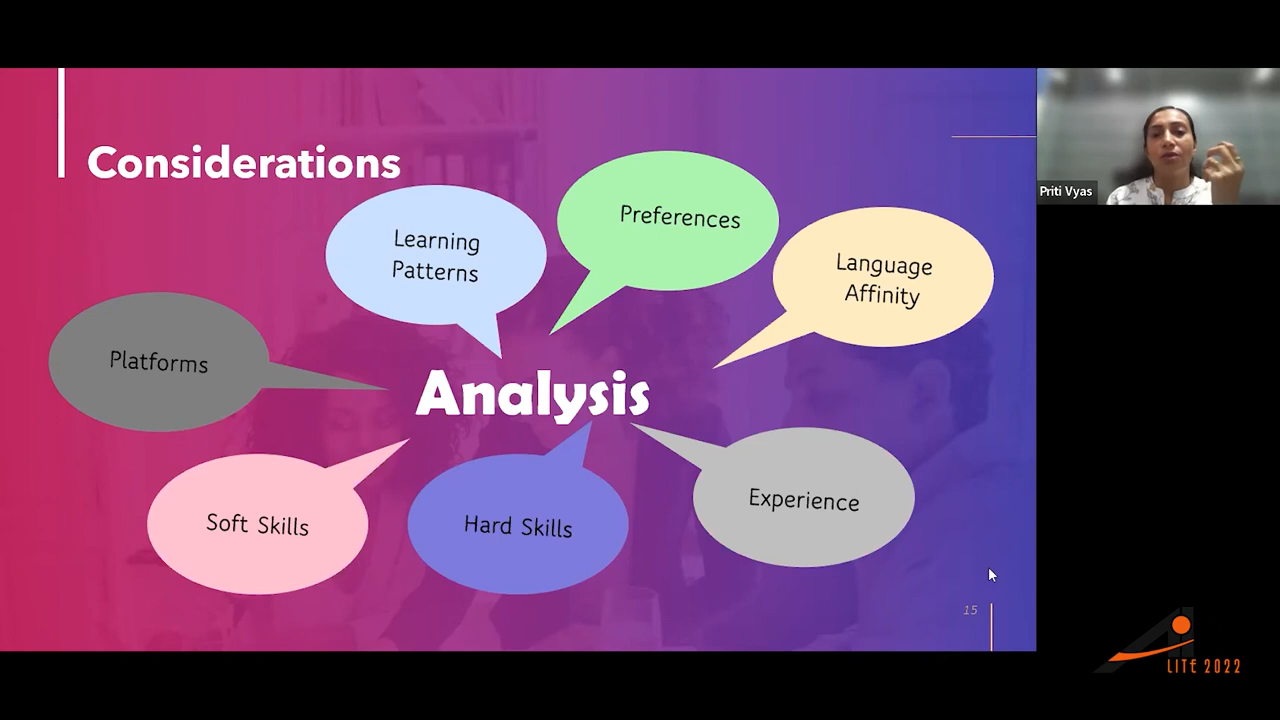 Considerations
Learning
Patterns
Preferences
Language
Affinity
Platforms
Analysis
Soft Skills
Hard Skills
Experience
15
Priti Vyas
LITE 2022